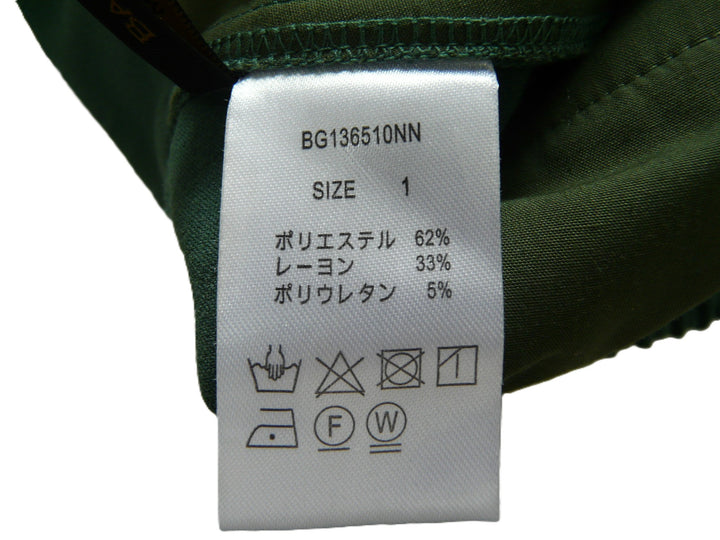 BA
BG136510NN
SIZE 1
ポリエステル 62%
レーヨン 33%
ポリウレタン 5%
F
W